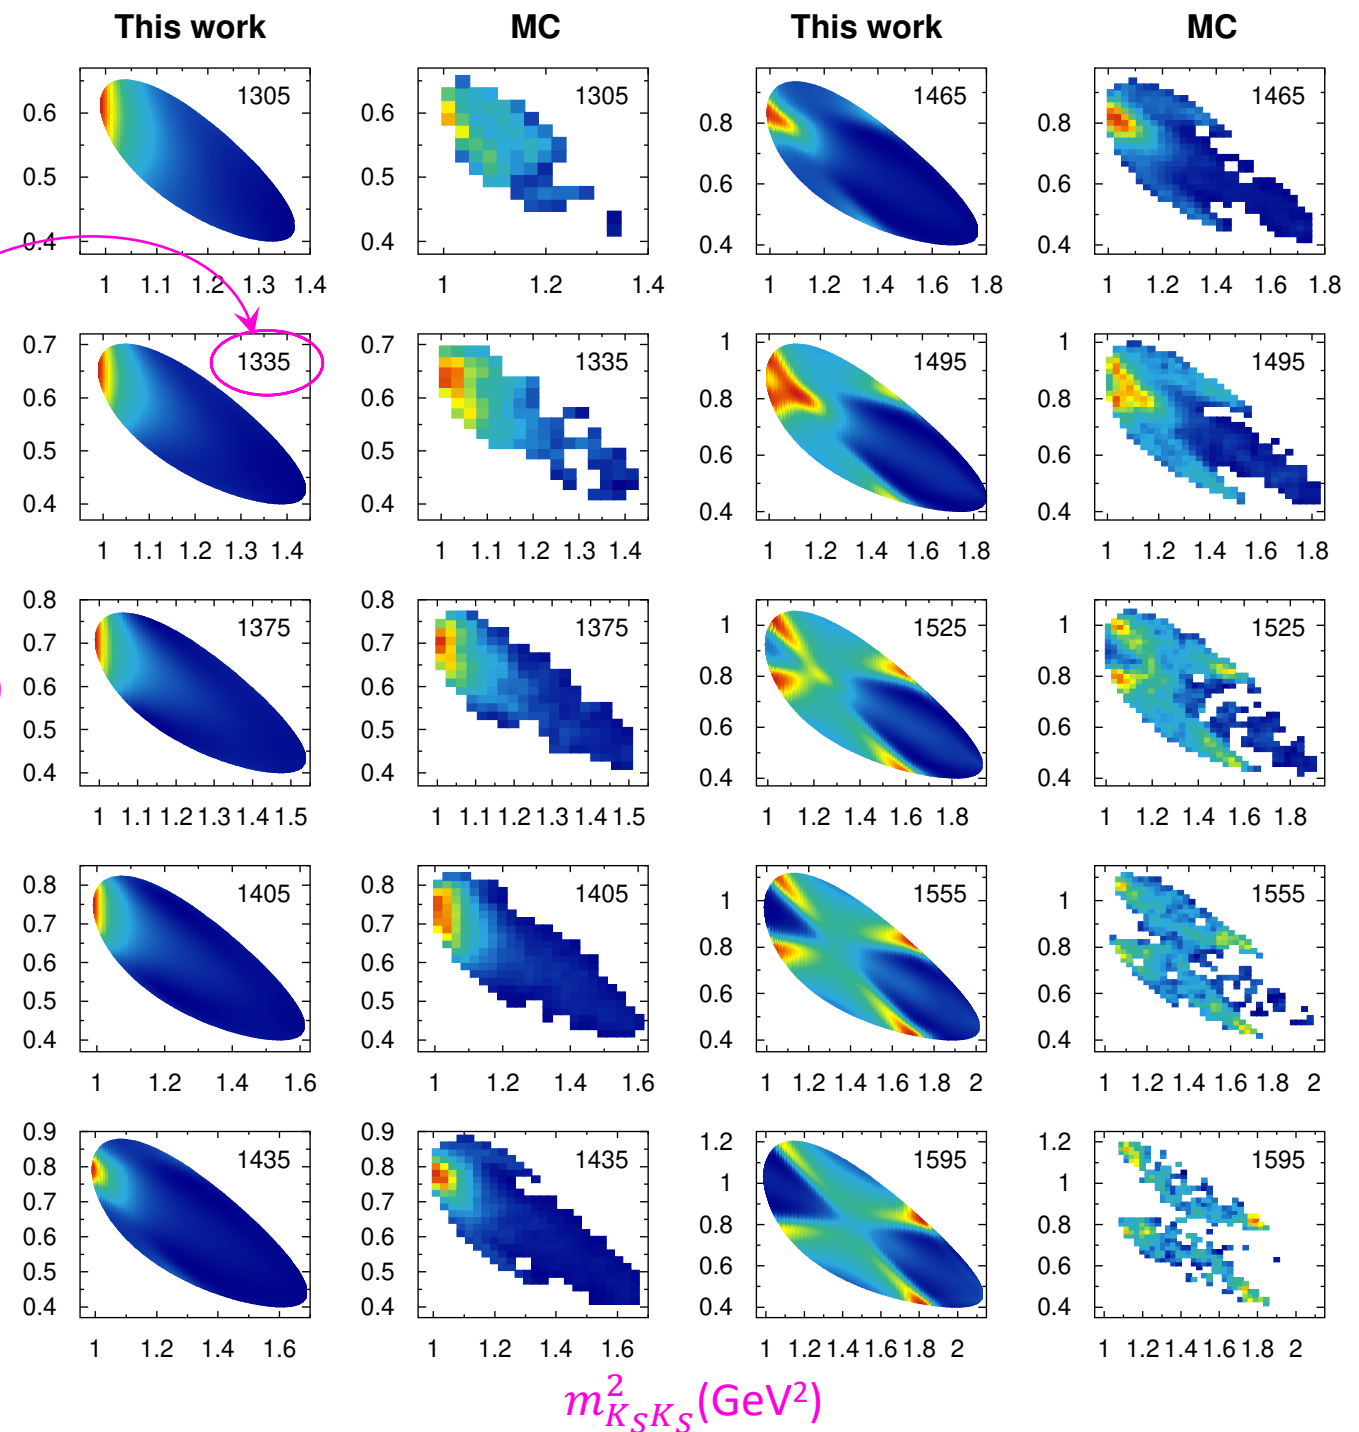 This work MC This work MC
1305 1305 1465 1465
0.6 0.6 0.8 0.8
0.5 0.5 0.6 0.6
0.4 0.4 0.4 0.4
1 1.1 1.2 1.3 1.4 1 1.2 1.4 1 1.2 1.4 1.6 1.8 1 1.2 1.4 1.6 1.8
1335 1335 1495 1495
0.7 0.7 1 1
0.6 0.6 0.8 0.8
0.5 0.5 0.6 0.6
0.4 0.4 0.4 0.4
1 1.1 1.2 1.3 1.4 1 1.1 1.2 1.3 1.4 1 1.2 1.4 1.6 1.8 1 1.2 1.4 1.6 1.8
0.8 0.8
1375 1375 1525 1525
0.7 0.7 1 1
0.6 0.6 0.8 0.8
0.5 0.5 0.6 0.6
0.4 0.4 0.4 0.4
1 1.1 1.2 1.3 1.4 1.5 1 1.1 1.2 1.3 1.4 1.5 1 1.2 1.4 1.6 1.8 1 1.2 1.4 1.6 1.8
1405 1405 1555 1555
0.8 0.8 1 1
0.7 0.7 0.8 0.8
0.6 0.6 0.6 0.6
0.5 0.5
0.4 0.4 0.4 0.4
1 1.2 1.4 1.6 1 1.2 1.4 1.6 1 1.2 1.4 1.6 1.8 2 1 1.2 1.4 1.6 1.8 2
0.9 0.9 1.2 1.2
1435 1435 1595 1595
0.8 0.8 1 1
0.7 0.7 0.8 0.8
0.6 0.6 0.6 0.6
0.5 0.5
0.4 0.4 0.4 0.4
1 1.2 1.4 1.6 1 1.2 1.4 1.6 1 1.2 1.4 1.6 1.8 2 1 1.2 1.4 1.6 1.8 2
m²_{K_S K_S}(GeV²)